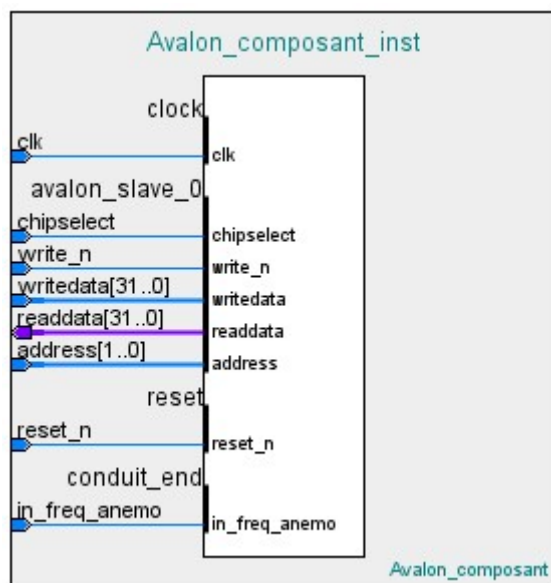 Avalon_composant_inst
clock
clk
clk
avalon_slave_0
chipselect
chipselect
write_n
write_n
writedata[31..0]
writedata
readdata[31..0]
readdata
address[1..0]
address
reset
reset_n
reset_n
conduit_end
in_freq_anemo
in_freq_anemo
Avalon_composant